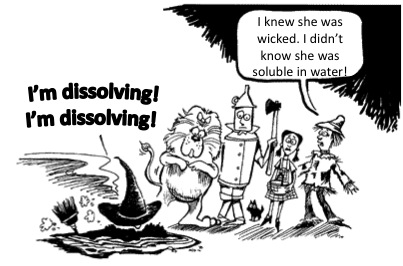 I knew she was
wicked. I didn't
know she was
soluble in water!
I'm dissolving!
I'm dissolving!